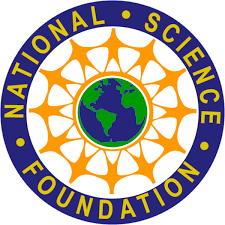 NATIONAL · SCIENCE
· FOUNDATION ·